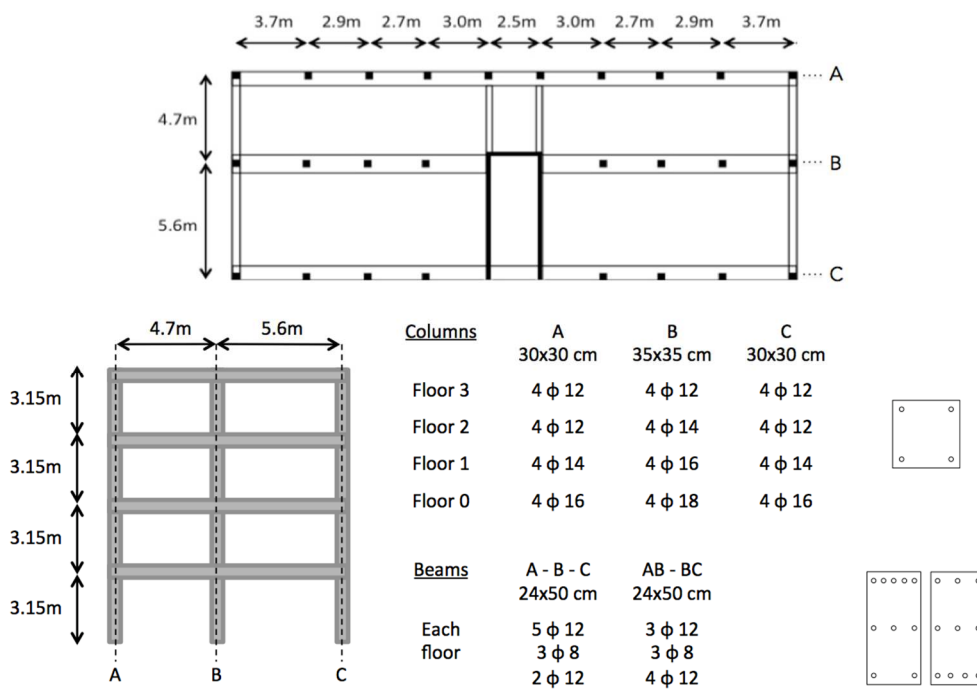 3.7m 2.9m 2.7m 3.0m 2.5m 3.0m 2.7m 2.9m 3.7m
A
4.7m
B
5.6m
C
4.7m 5.6m
3.15m
3.15m
3.15m
3.15m
A B C
Columns A B C
30x30 cm 35x35 cm 30x30 cm
Floor 3 4 ϕ 12 4 ϕ 12 4 ϕ 12
Floor 2 4 ϕ 12 4 ϕ 14 4 ϕ 12
Floor 1 4 ϕ 14 4 ϕ 16 4 ϕ 14
Floor 0 4 ϕ 16 4 ϕ 18 4 ϕ 16
Beams A - B - C AB - BC
24x50 cm 24x50 cm
Each 5 ϕ 12 3 ϕ 12
floor 3 ϕ 8 3 ϕ 8
2 ϕ 12 4 ϕ 12